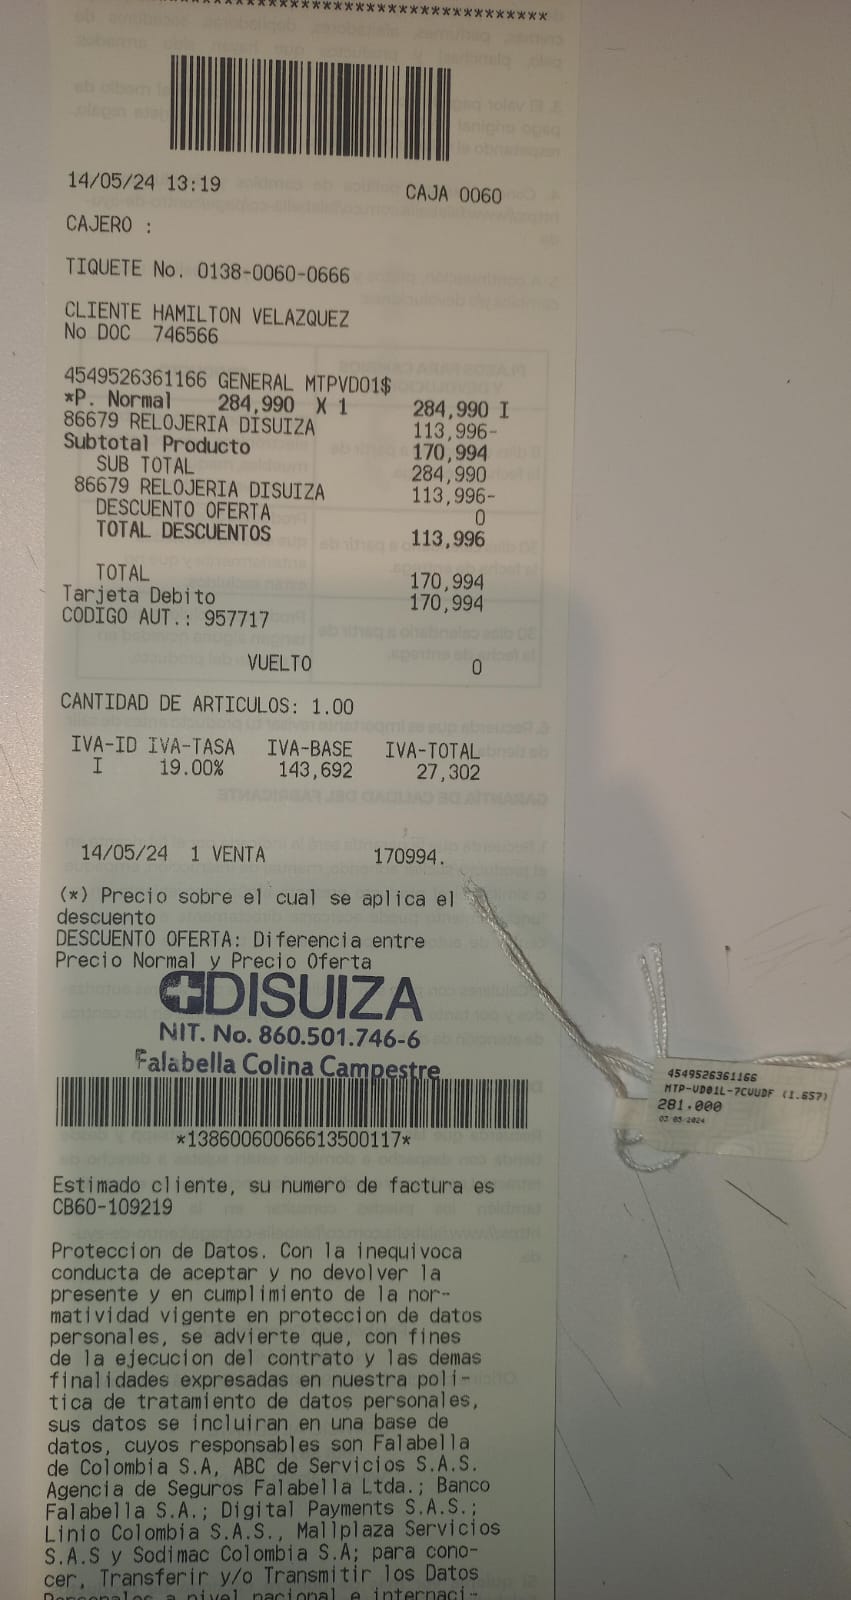 14/05/24 13:19 CAJA 0060
CAJERO :
TIQUETE No. 0138-0060-0666
CLIENTE HAMILTON VELAZQUEZ
No DOC 746566
4549526361166 GENERAL MTPVD01$
*P. Normal 284,990 X 1 284,990 I
86679 RELOJERIA DISUIZA 113,996-
Subtotal Producto 170,994
SUB TOTAL 284,990
86679 RELOJERIA DISUIZA 113,996-
DESCUENTO OFERTA 0
TOTAL DESCUENTOS 113,996
TOTAL 170,994
Tarjeta Debito 170,994
CODIGO AUT.: 957717
VUELTO 0
CANTIDAD DE ARTICULOS: 1.00
IVA-ID IVA-TASA IVA-BASE IVA-TOTAL
I 19.00% 143,692 27,302
14/05/24 1 VENTA 170994.
(*) Precio sobre el cual se aplica el
descuento
DESCUENTO OFERTA: Diferencia entre
Precio Normal y Precio Oferta
DISUIZA
NIT. No. 860.501.746-6
Falabella Colina Campestre
*13860060066613500117*
4549526361166
MTP-VD01L-7CVUDF (1.657)
281.000
03/05/2024
Estimado cliente, su numero de factura es
CB60-109219
Proteccion de Datos. Con la inequivoca
conducta de aceptar y no devolver la
presente y en cumplimiento de la nor-
matividad vigente en proteccion de datos
personales, se advierte que, con fines
de la ejecucion del contrato y las demas
finalidades expresadas en nuestra poli-
tica de tratamiento de datos personales,
sus datos se incluiran en una base de
datos, cuyos responsables son Falabella
de Colombia S.A, ABC de Servicios S.A.S.
Agencia de Seguros Falabella Ltda.; Banco
Falabella S.A.; Digital Payments S.A.S.;
Linio Colombia S.A.S., Mallplaza Servicios
S.A.S y Sodimac Colombia S.A; para cono-
cer, Transferir y/o Transmitir los Datos
Personales a nivel nacional e internaci-